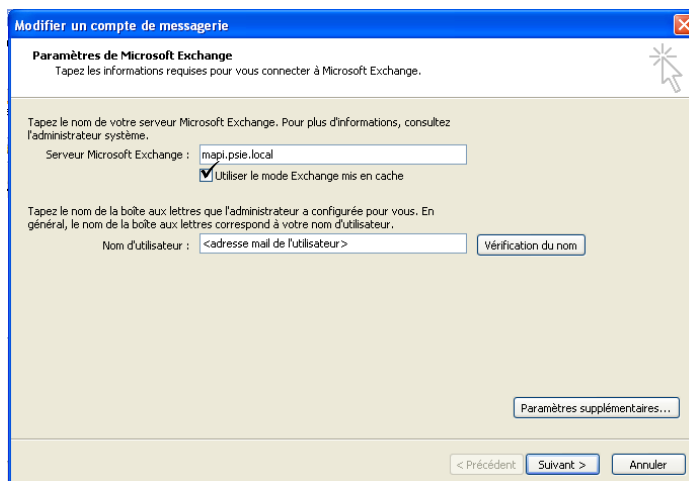 Modifier un compte de messagerie
Paramètres de Microsoft Exchange
Tapez les informations requises pour vous connecter à Microsoft Exchange.
Tapez le nom de votre serveur Microsoft Exchange. Pour plus d'informations, consultez
l'administrateur système.
Serveur Microsoft Exchange : mapi.psie.local
Utiliser le mode Exchange mis en cache
Tapez le nom de la boîte aux lettres que l'administrateur a configurée pour vous. En
général, le nom de la boîte aux lettres correspond à votre nom d'utilisateur.
Nom d'utilisateur : <adresse mail de l'utilisateur> Vérification du nom
Paramètres supplémentaires...
< Précédent Suivant > Annuler